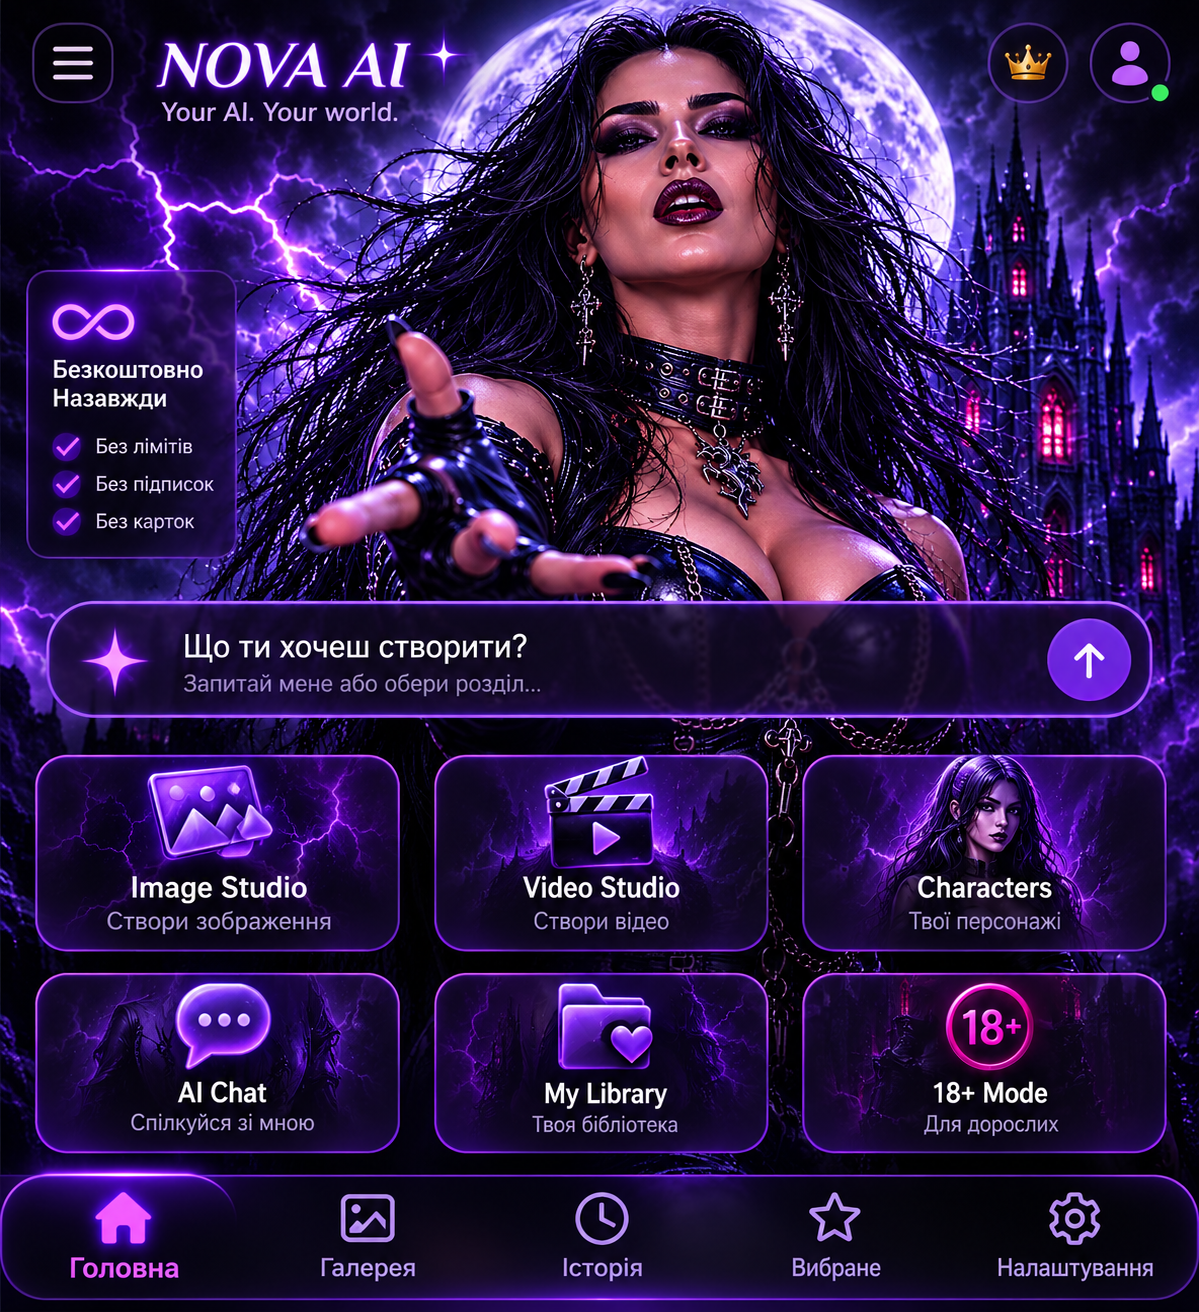 NOVA AI
Your AI. Your world.
Безкоштовно
Назавжди
Без лімітів
Без підписок
Без карток
Що ти хочеш створити?
Запитай мене або обери розділ...
Image Studio
Створи зображення
Video Studio
Створи відео
Characters
Твої персонажі
AI Chat
Спілкуйся зі мною
My Library
Твоя бібліотека
18+
18+ Mode
Для дорослих
Головна
Галерея
Історія
Вибране
Налаштування